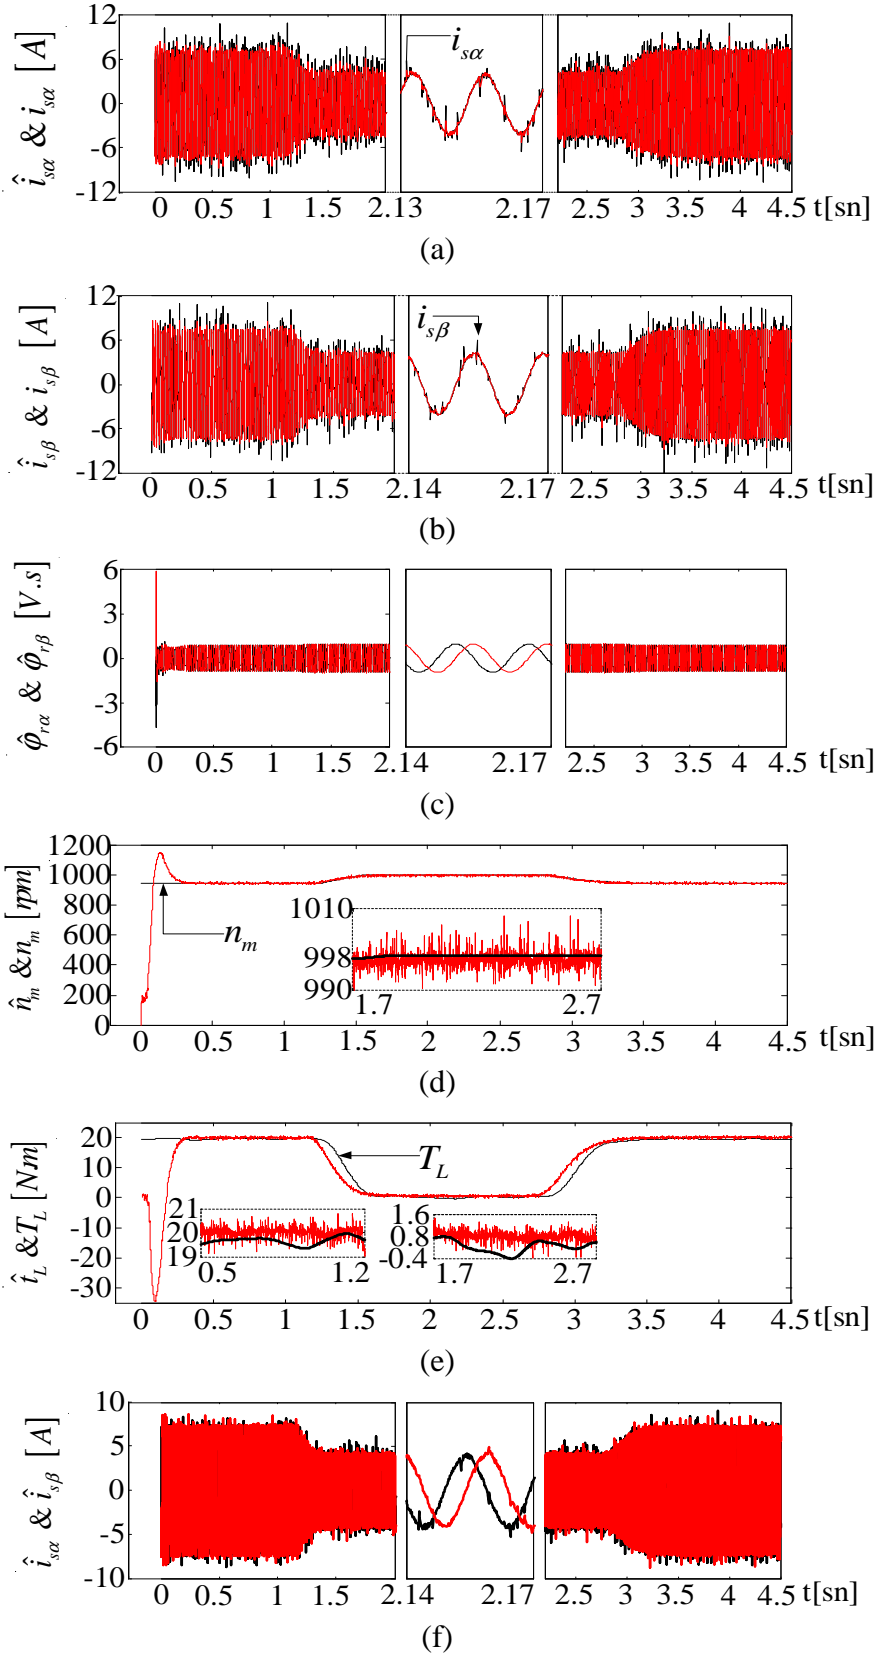 12
6
0
-6
-12
î_sα & i_sα [A]
i_sα
0 0.5 1 1.5 2.13 2.17 2.5 3 3.5 4 4.5 t[sn]
(a)
12
6
0
-6
-12
î_sβ & i_sβ [A]
i_sβ
0 0.5 1 1.5 2.14 2.17 2.5 3 3.5 4 4.5 t[sn]
(b)
6
3
0
-3
-6
φ̂_rα & φ̂_rβ [V.s]
0 0.5 1 1.5 2.14 2.17 2.5 3 3.5 4 4.5 t[sn]
(c)
1200
1000
800
600
400
200
0
n̂_m & n_m [rpm]
n_m
1010
998
990
1.7 2.7
0 0.5 1 1.5 2 2.5 3 3.5 4 4.5 t[sn]
(d)
20
10
0
-10
-20
-30
t̂_L & T_L [Nm]
T_L
21
20
19
0.5 1.2
1.6
0.8
-0.4
1.7 2.7
0 0.5 1 1.5 2 2.5 3 3.5 4 4.5 t[sn]
(e)
10
5
0
-5
-10
î_sα & î_sβ [A]
0 0.5 1 1.5 2.14 2.17 2.5 3 3.5 4 4.5 t[sn]
(f)